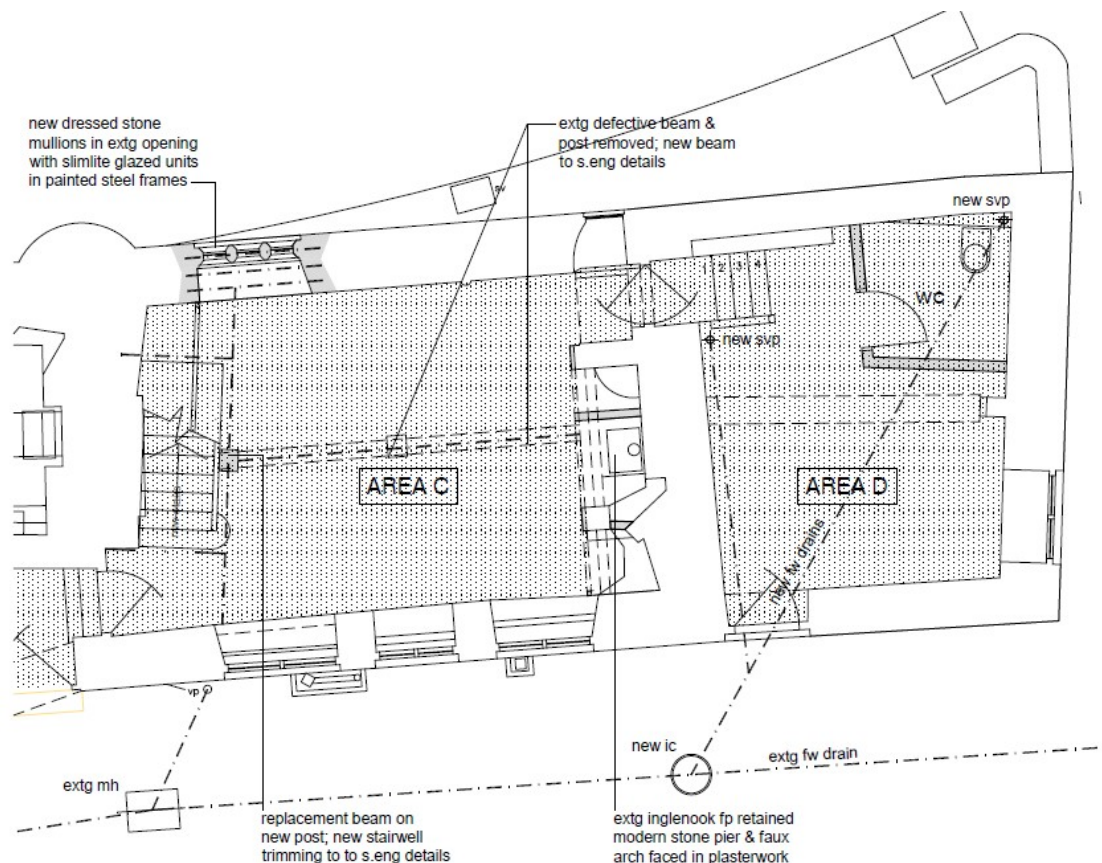 new dressed stone
mullions in extg opening
with slimlite glazed units
in painted steel frames
extg defective beam &
post removed; new beam
to s.eng details
sv
new svp
1 2 3 4
WC
new svp
AREA C
AREA D
new fw drains
vp
new ic
extg fw drain
extg mh
replacement beam on
new post; new stairwell
trimming to to s.eng details
extg inglenook fp retained
modern stone pier & faux
arch faced in plasterwork